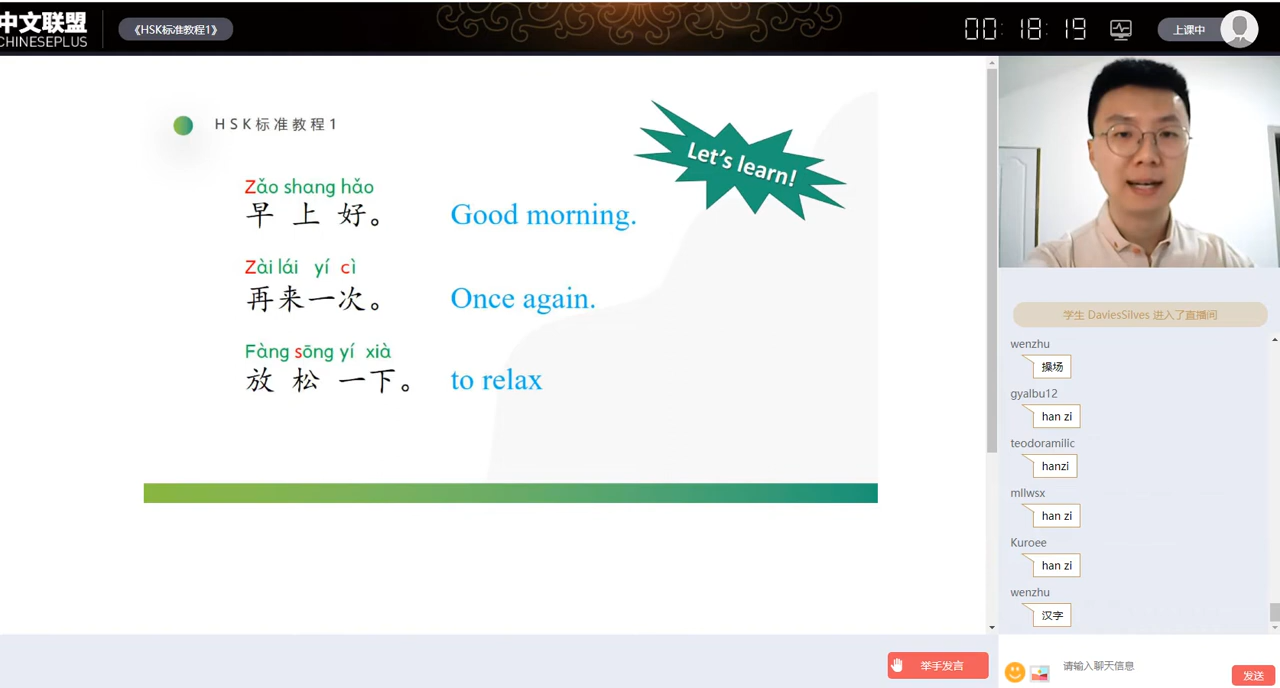 中文联盟
CHINESEPLUS
《HSK标准教程1》
00:18:19
上课中
HSK标准教程1
Let's learn!
Zǎo shang hǎo
早上好。 Good morning.
Zài lái yí cì
再来一次。 Once again.
Fàng sōng yí xià
放松一下。 to relax
学生 DaviesSilves 进入了直播间
wenzhu
操场
gyalbu12
han zi
teodoramilic
hanzi
mllwsx
han zi
Kuroee
han zi
wenzhu
汉字
举手发言
请输入聊天信息
发送